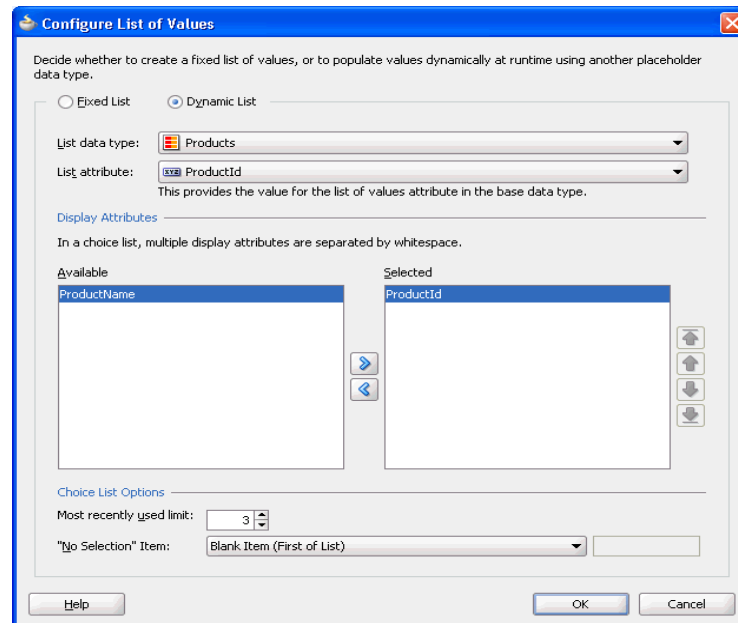 Configure List of Values
Decide whether to create a fixed list of values, or to populate values dynamically at runtime using another placeholder
data type.
Fixed List
Dynamic List
List data type:
Products
List attribute:
xyz ProductId
This provides the value for the list of values attribute in the base data type.
Display Attributes
In a choice list, multiple display attributes are separated by whitespace.
Available
Selected
ProductName
ProductId
Choice List Options
Most recently used limit:
3
"No Selection" Item:
Blank Item (First of List)
Help
OK
Cancel